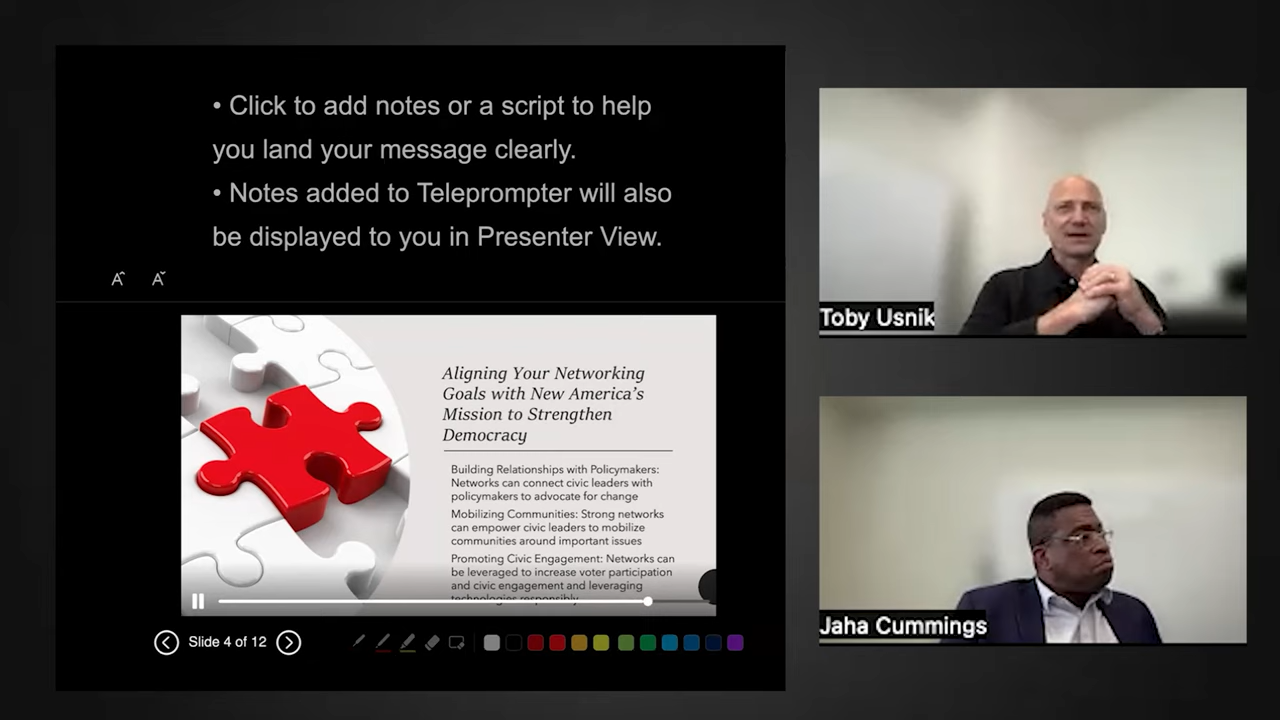 • Click to add notes or a script to help
you land your message clearly.
• Notes added to Teleprompter will also
be displayed to you in Presenter View.
A A
Aligning Your Networking
Goals with New America's
Mission to Strengthen
Democracy
Building Relationships with Policymakers:
Networks can connect civic leaders with
policymakers to advocate for change
Mobilizing Communities: Strong networks
can empower civic leaders to mobilize
communities around important issues
Promoting Civic Engagement: Networks can
be leveraged to increase voter participation
and civic engagement and leveraging
technologies responsibly
Slide 4 of 12
Toby Usnik
Jaha Cummings